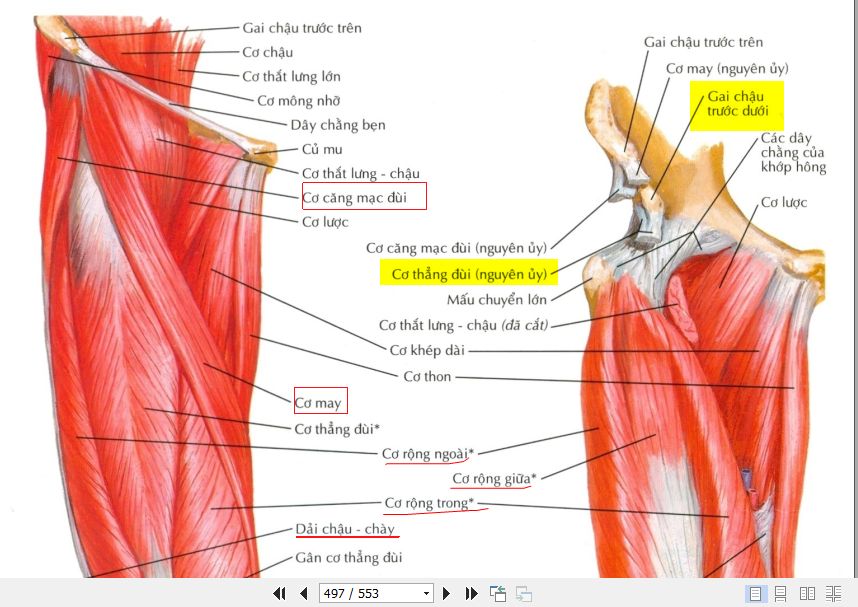 Gai chậu trước trên
Cơ chậu
Cơ thắt lưng lớn
Cơ mông nhỡ
Dây chằng bẹn
Củ mu
Cơ thắt lưng - chậu
Cơ căng mạc đùi
Cơ lược
Gai chậu trước trên
Cơ may (nguyên ủy)
Gai chậu
trước dưới
Các dây
chằng của
khớp hông
Cơ lược
Cơ căng mạc đùi (nguyên ủy)
Cơ thẳng đùi (nguyên ủy)
Mấu chuyển lớn
Cơ thắt lưng - chậu (đã cắt)
Cơ khép dài
Cơ thon
Cơ may
Cơ thẳng đùi*
Cơ rộng ngoài*
Cơ rộng giữa*
Cơ rộng trong*
Dải chậu - chày
Gân cơ thẳng đùi
497 / 553